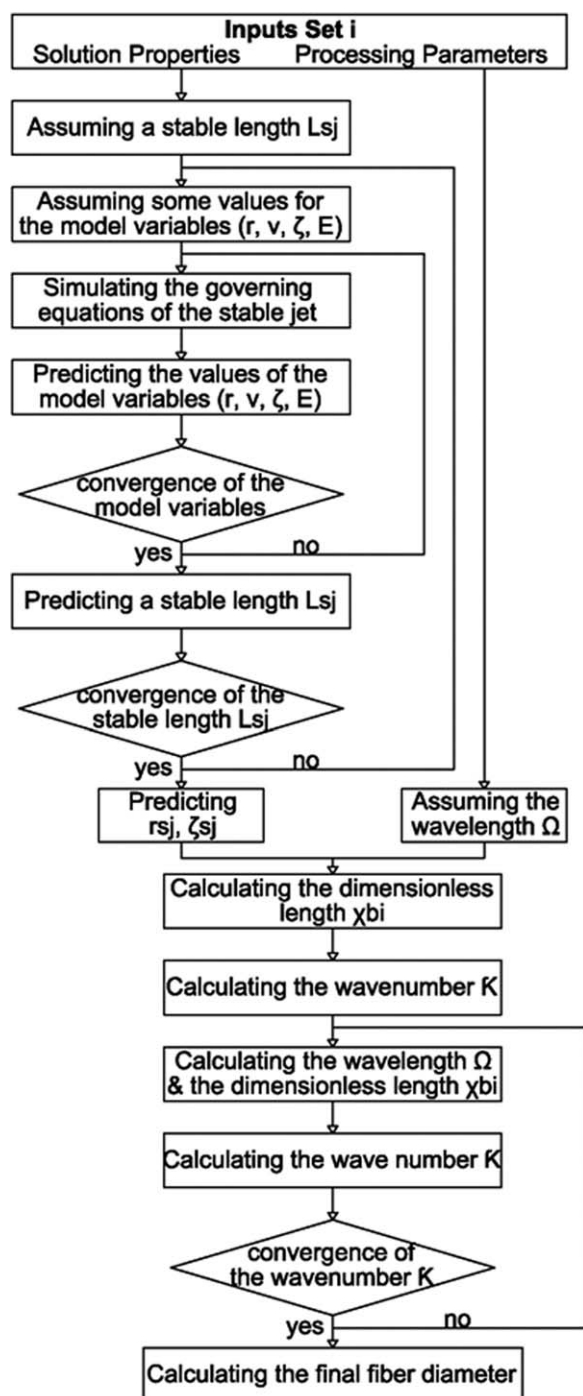 Inputs Set i
Solution Properties Processing Parameters
Assuming a stable length Lsj
Assuming some values for
the model variables (r, v, ζ, E)
Simulating the governing
equations of the stable jet
Predicting the values of the
model variables (r, v, ζ, E)
convergence of the
model variables
yes no
Predicting a stable length Lsj
convergence of the
stable length Lsj
yes no
Predicting
rsj, ζsj
Assuming the
wavelength Ω
Calculating the dimensionless
length χbi
Calculating the wavenumber Ƙ
Calculating the wavelength Ω
& the dimensionless length χbi
Calculating the wave number Ƙ
convergence of
the wavenumber Ƙ
yes no
Calculating the final fiber diameter